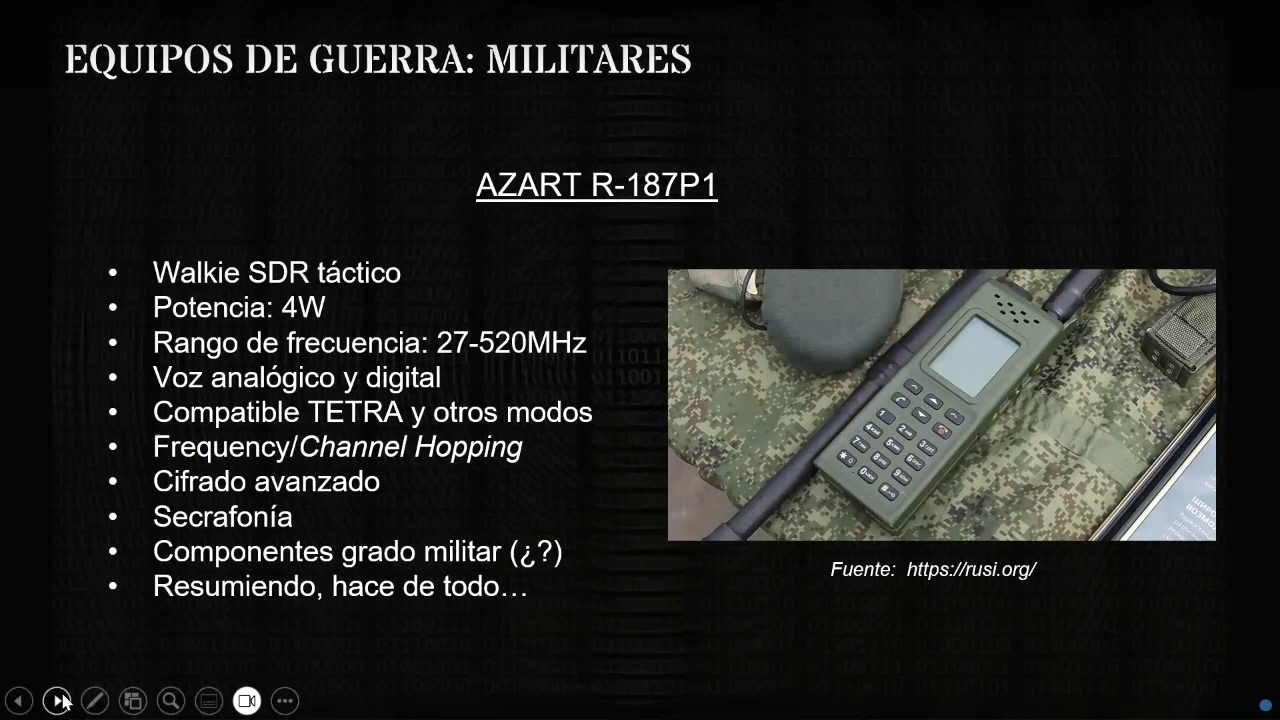 EQUIPOS DE GUERRA: MILITARES
AZART R-187P1
• Walkie SDR táctico
• Potencia: 4W
• Rango de frecuencia: 27-520MHz
• Voz analógico y digital
• Compatible TETRA y otros modos
• Frequency/Channel Hopping
• Cifrado avanzado
• Secrafonía
• Componentes grado militar (¿?)
• Resumiendo, hace de todo…
Fuente: https://rusi.org/